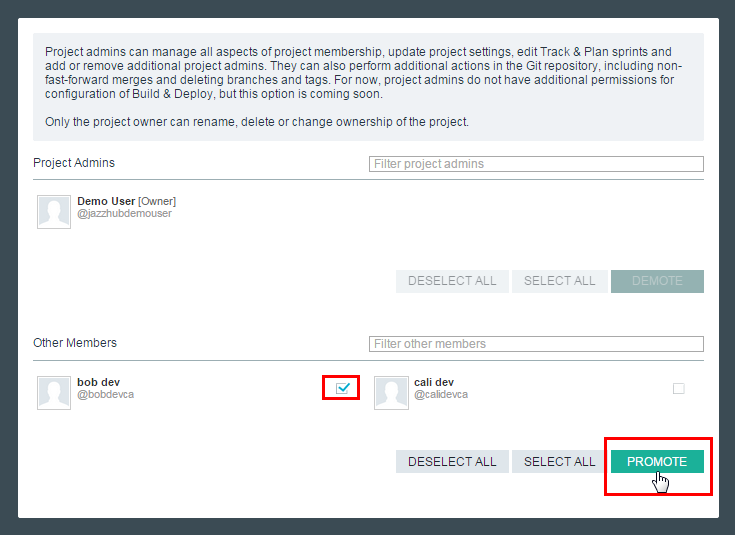 Project admins can manage all aspects of project membership, update project settings, edit Track & Plan sprints and
add or remove additional project admins. They can also perform additional actions in the Git repository, including non-
fast-forward merges and deleting branches and tags. For now, project admins do not have additional permissions for
configuration of Build & Deploy, but this option is coming soon.
Only the project owner can rename, delete or change ownership of the project.
Project Admins
Filter project admins
Demo User [Owner]
@jazzhubdemouser
DESELECT ALL
SELECT ALL
DEMOTE
Other Members
Filter other members
bob dev
@bobdevca
cali dev
@calidevca
DESELECT ALL
SELECT ALL
PROMOTE